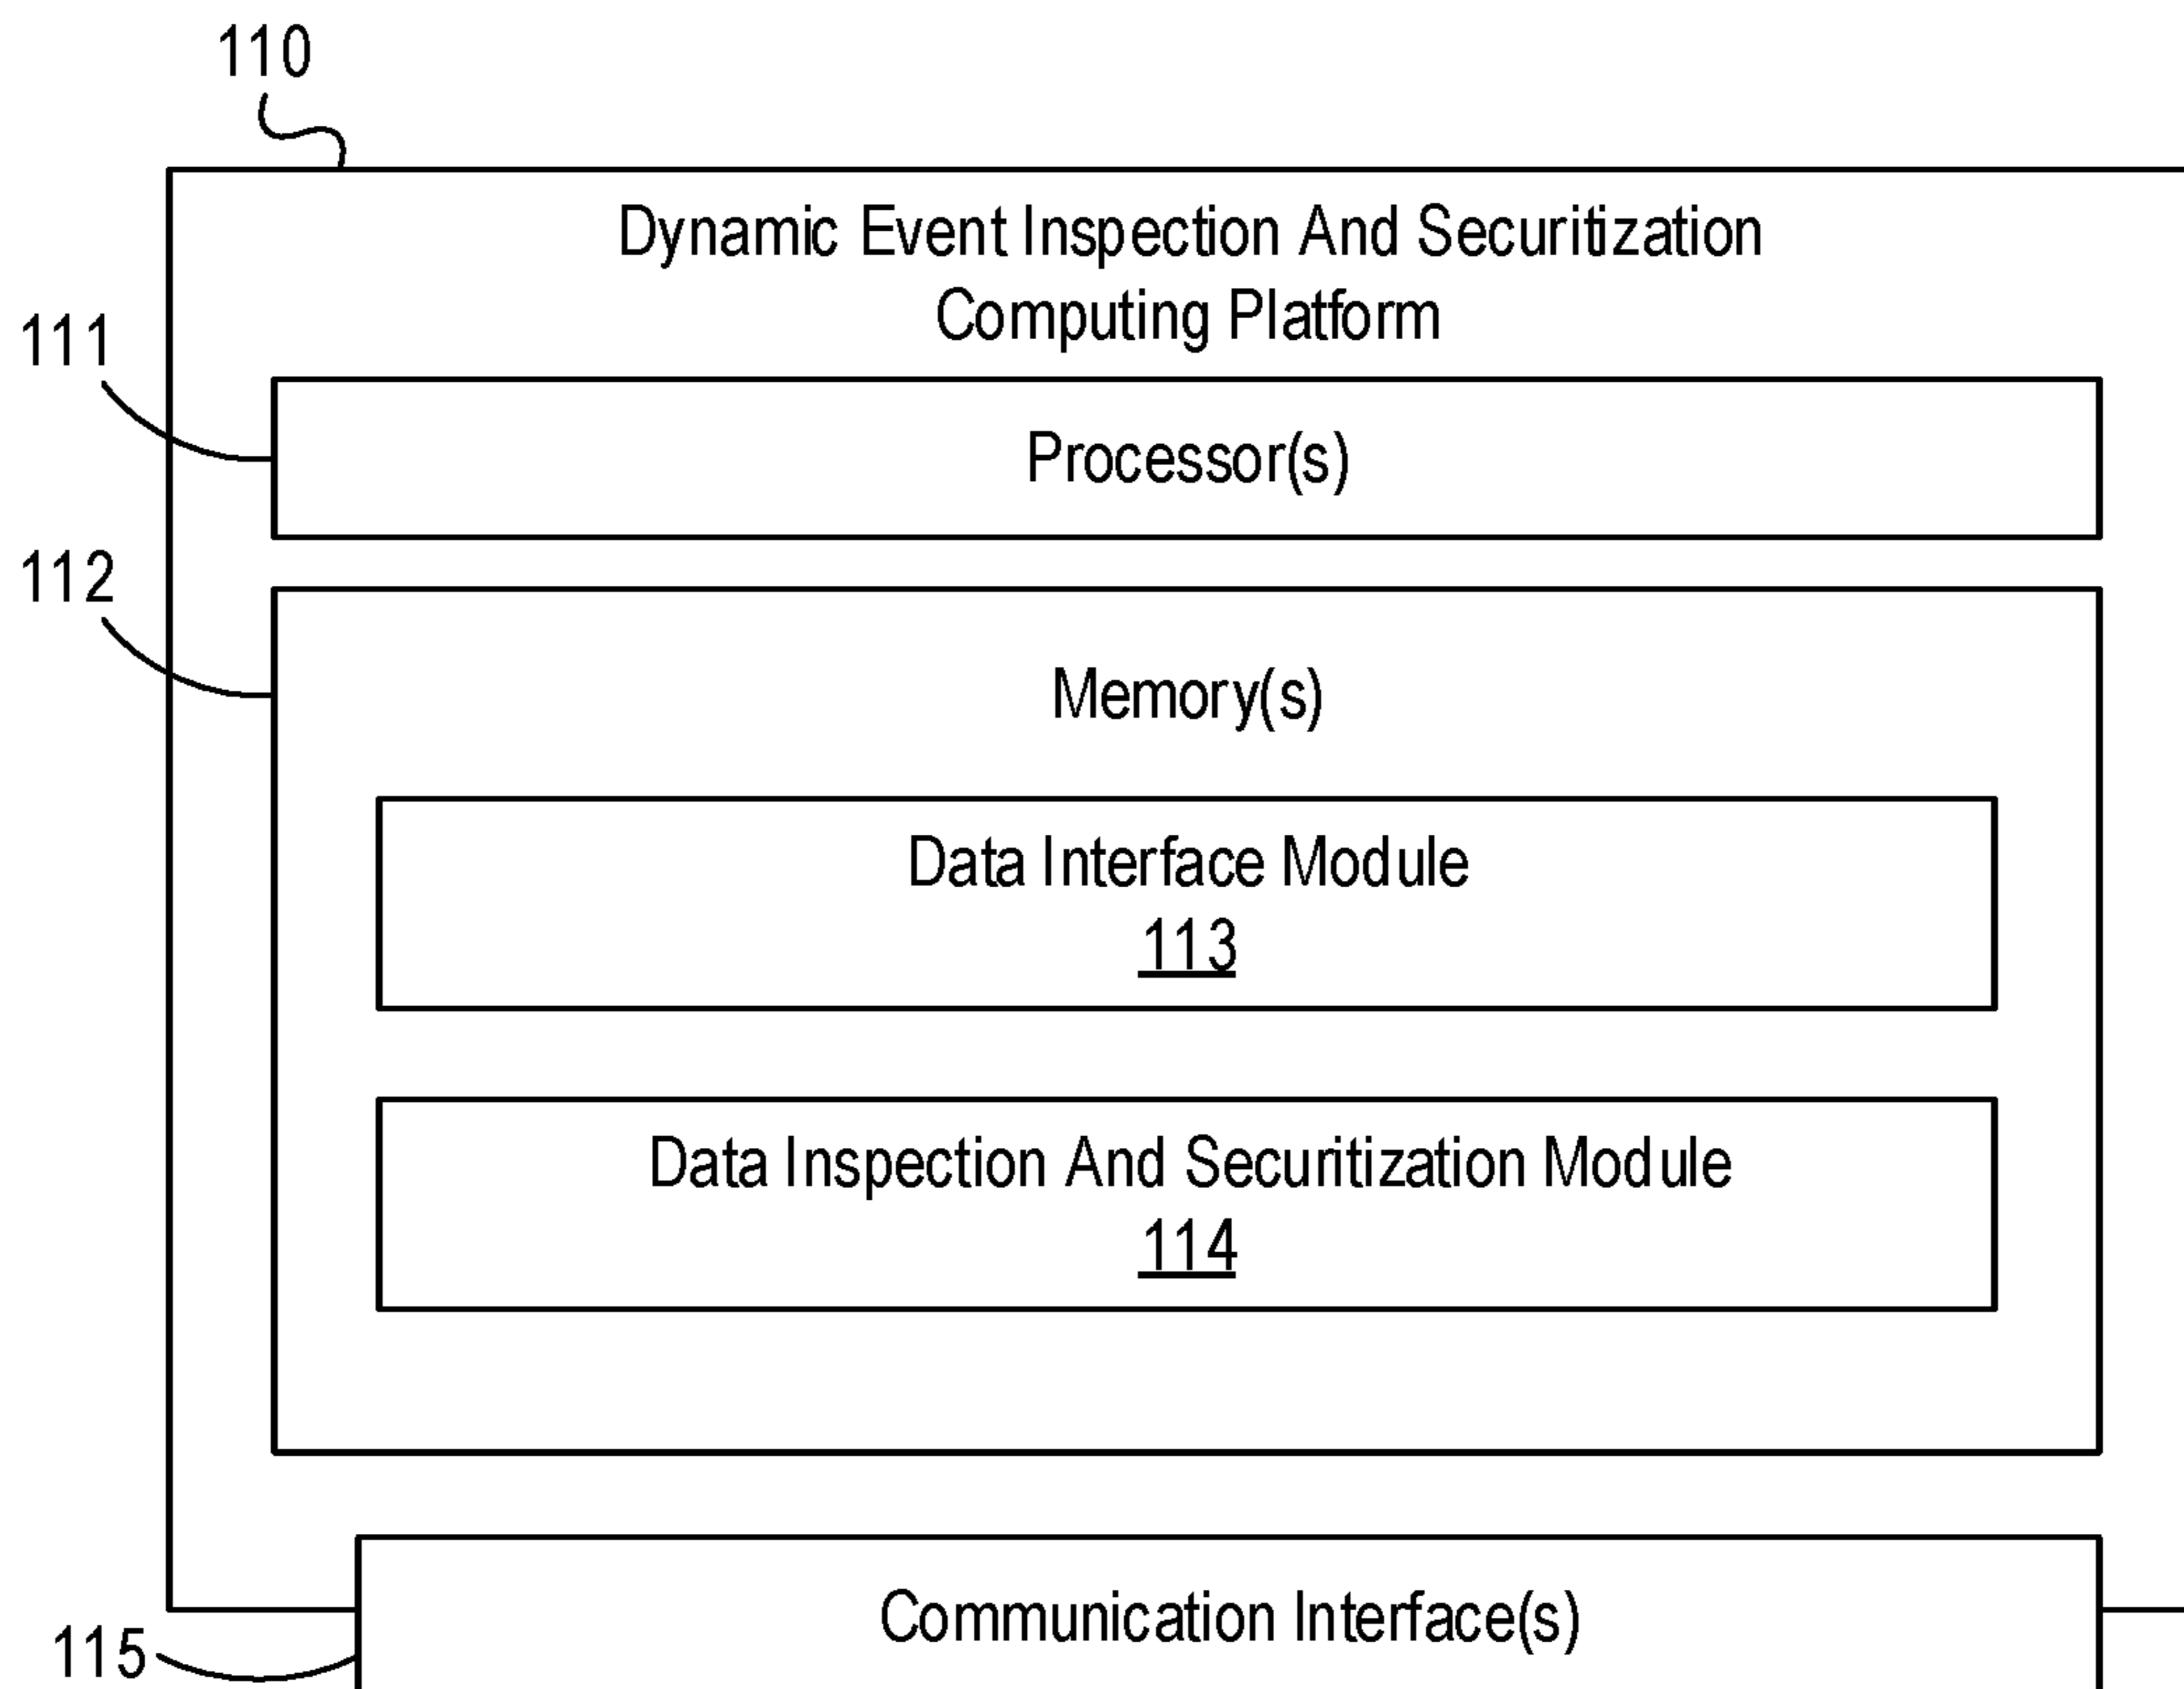 110
Dynamic Event Inspection And Securitization
Computing Platform
111
Processor(s)
112
Memory(s)
Data Interface Module
113
Data Inspection And Securitization Module
114
Communication Interface(s)
115